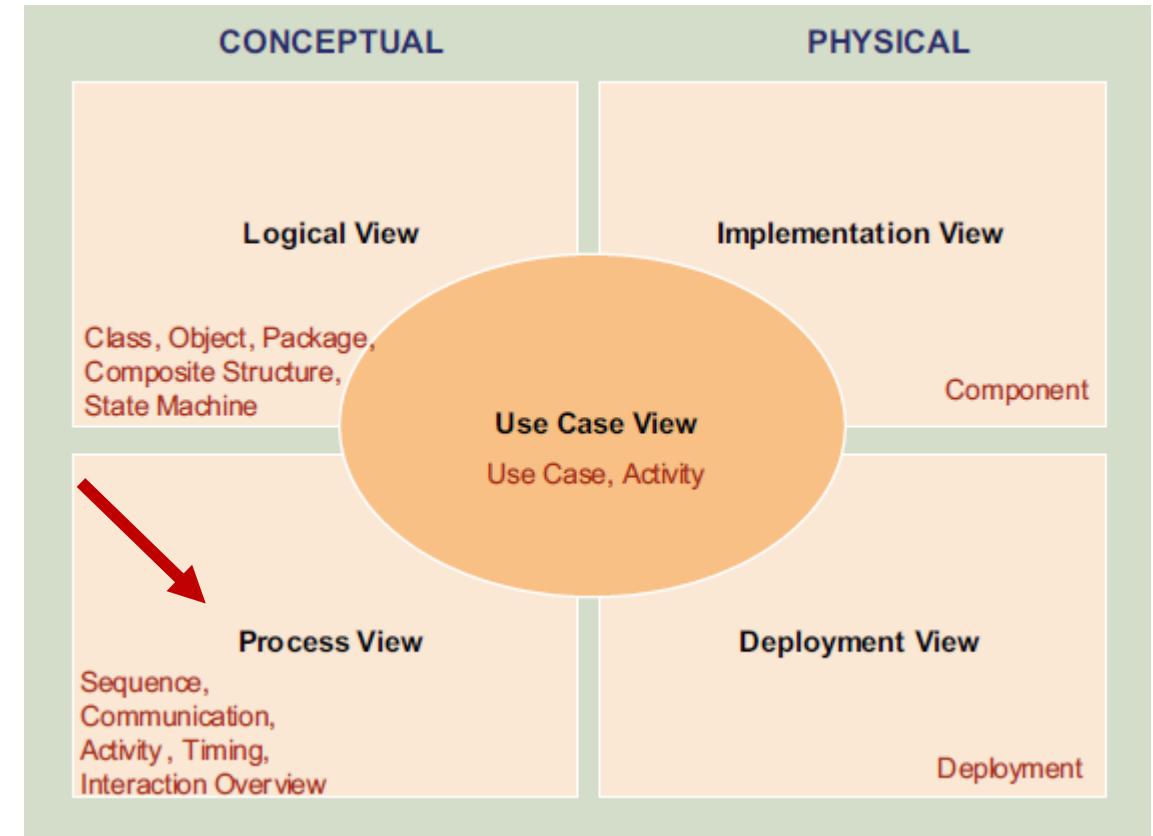 CONCEPTUAL
PHYSICAL
Logical View
Class, Object, Package,
Composite Structure,
State Machine
Implementation View
Component
Use Case View
Use Case, Activity
Process View
Sequence,
Communication,
Activity , Timing,
Interaction Overview
Deployment View
Deployment